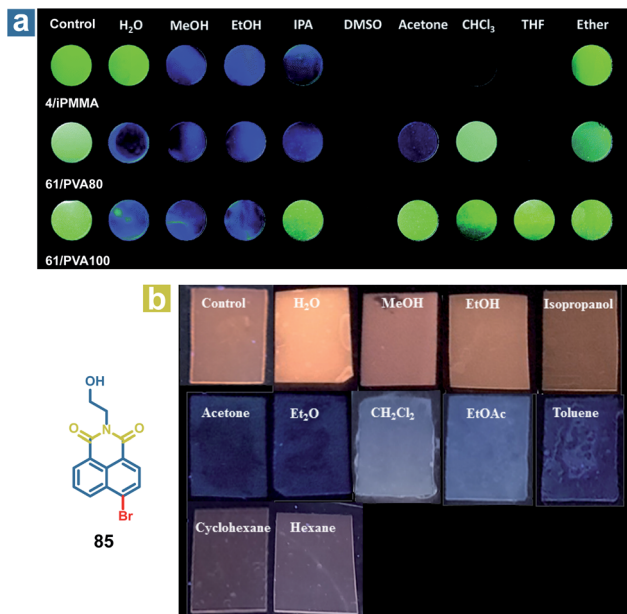 a
Control H₂O MeOH EtOH IPA DMSO Acetone CHCl₃ THF Ether
4/iPMMA
61/PVA80
61/PVA100
b
Control H₂O MeOH EtOH Isopropanol
Acetone Et₂O CH₂Cl₂ EtOAc Toluene
Cyclohexane Hexane
OH
O N O
Br
85